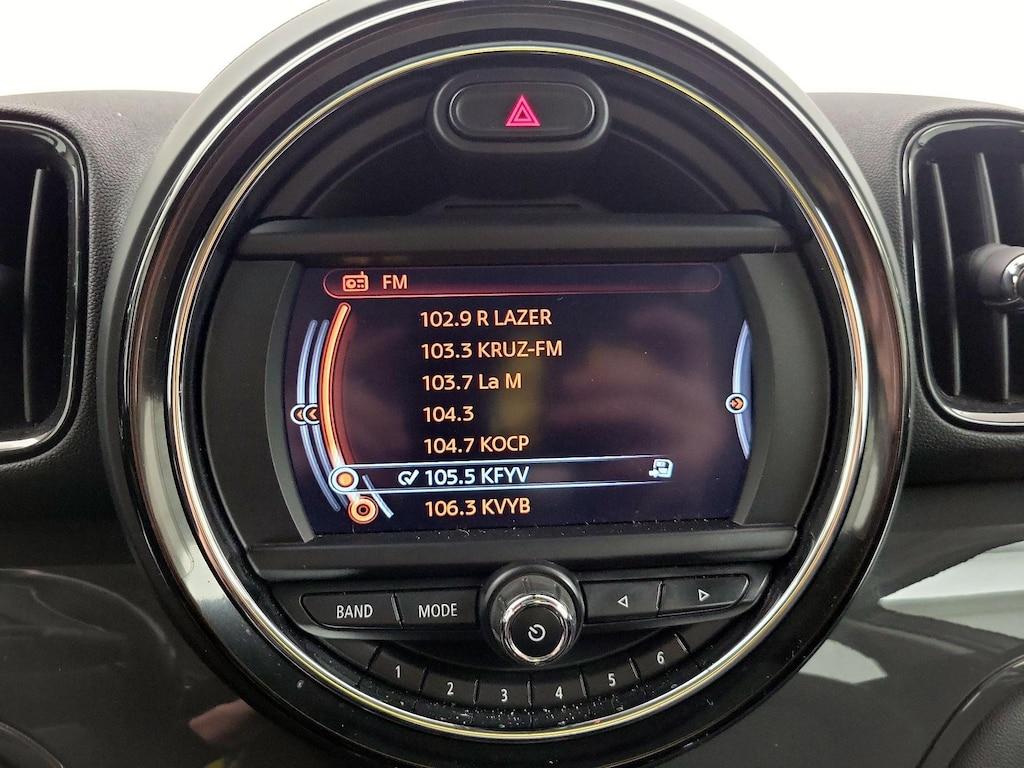 FM
102.9 R LAZER
103.3 KRUZ-FM
103.7 La M
104.3
104.7 KOCP
105.5 KFYV
106.3 KVYB
BAND MODE
1 2 3 4 5 6